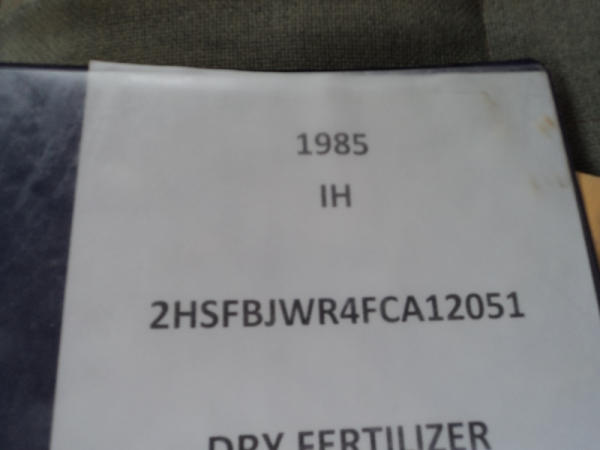 1985
IH
2HSFBJWR4FCA12051
DRY FERTILIZER